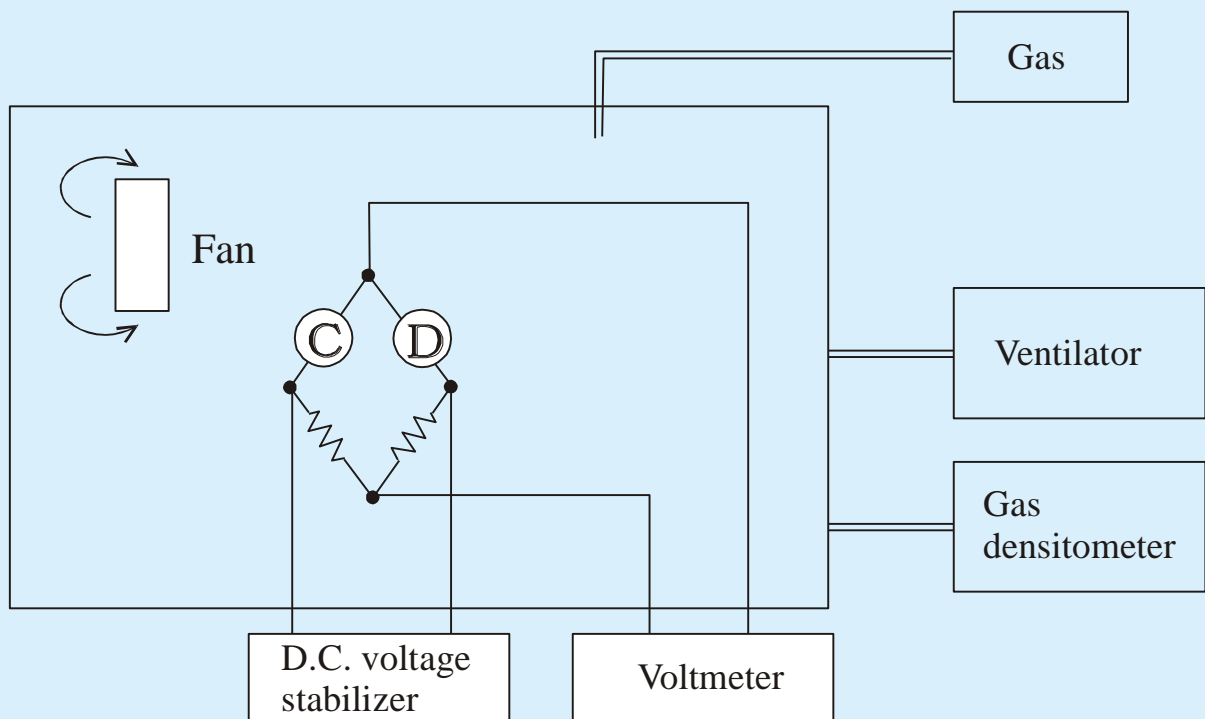 Gas
Fan
C
D
Ventilator
Gas
densitometer
D.C. voltage
stabilizer
Voltmeter